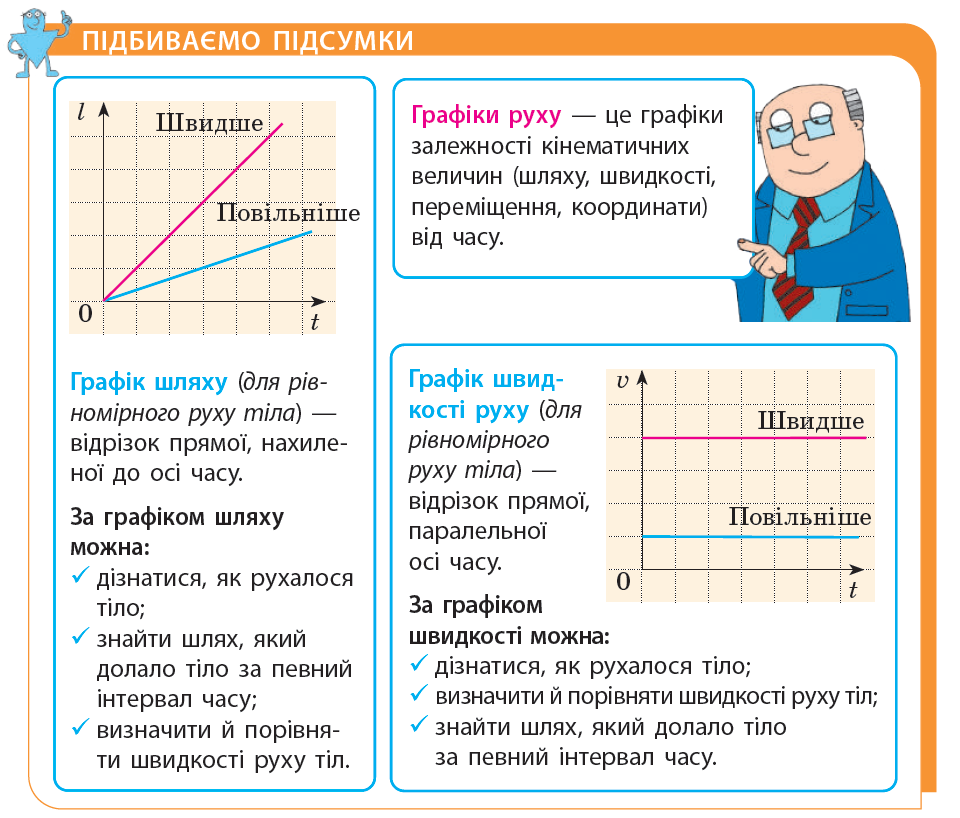 ПІДБИВАЄМО ПІДСУМКИ
l
Швидше
Повільніше
0
t
Графік шляху (для рів-
номірного руху тіла) —
відрізок прямої, нахиле-
ної до осі часу.
За графіком шляху
можна:
✓ дізнатися, як рухалося
тіло;
✓ знайти шлях, який
долало тіло за певний
інтервал часу;
✓ визначити й порівня-
ти швидкості руху тіл.
Графіки руху — це графіки
залежності кінематичних
величин (шляху, швидкості,
переміщення, координати)
від часу.
Графік швид-
кості руху (для
рівномірного
руху тіла) —
відрізок прямої,
паралельної
осі часу.
v
Швидше
Повільніше
0
t
За графіком
швидкості можна:
✓ дізнатися, як рухалося тіло;
✓ визначити й порівняти швидкості руху тіл;
✓ знайти шлях, який долало тіло
за певний інтервал часу.